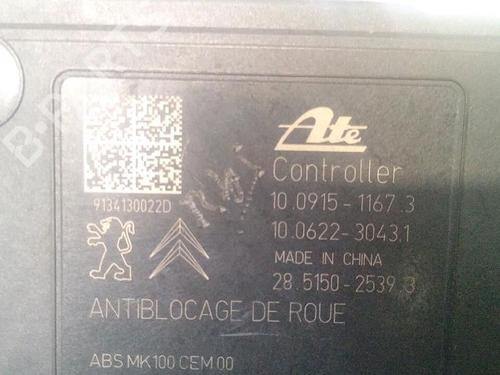 Ate
Controller
9134130022D
10.0915-1167.3
10.0622-3043.1
MADE IN CHINA
28.5150-2539.3
ANTIBLOCAGE DE ROUE
ABS MK100 CEM 00
B-PARTS